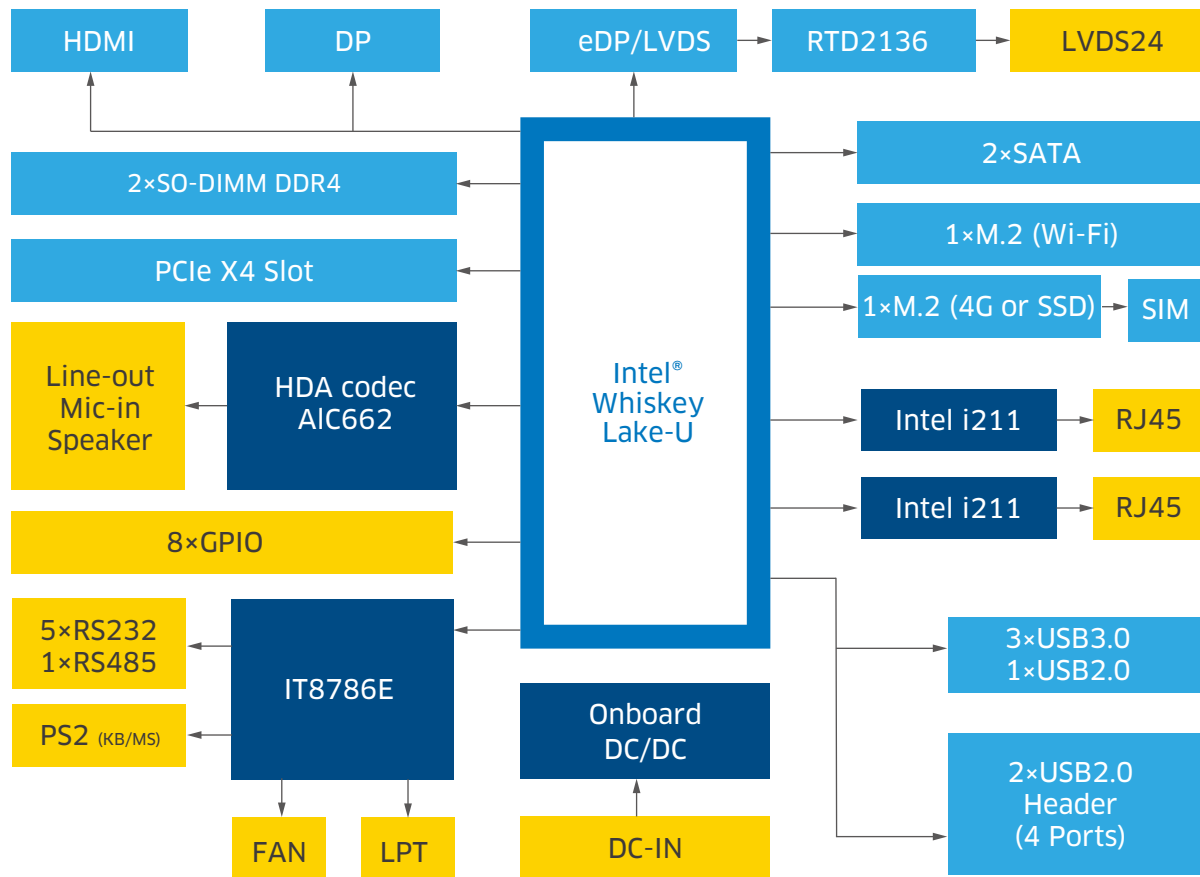 HDMI
DP
eDP/LVDS
RTD2136
LVDS24
2×SO-DIMM DDR4
2×SATA
PCIe X4 Slot
1×M.2 (Wi-Fi)
1×M.2 (4G or SSD)
SIM
Line-out
Mic-in
Speaker
HDA codec
AlC662
Intel®
Whiskey
Lake-U
Intel i211
RJ45
Intel i211
RJ45
8×GPIO
5×RS232
1×RS485
IT8786E
PS2 (KB/MS)
FAN
LPT
Onboard
DC/DC
DC-IN
3×USB3.0
1×USB2.0
2×USB2.0
Header
(4 Ports)